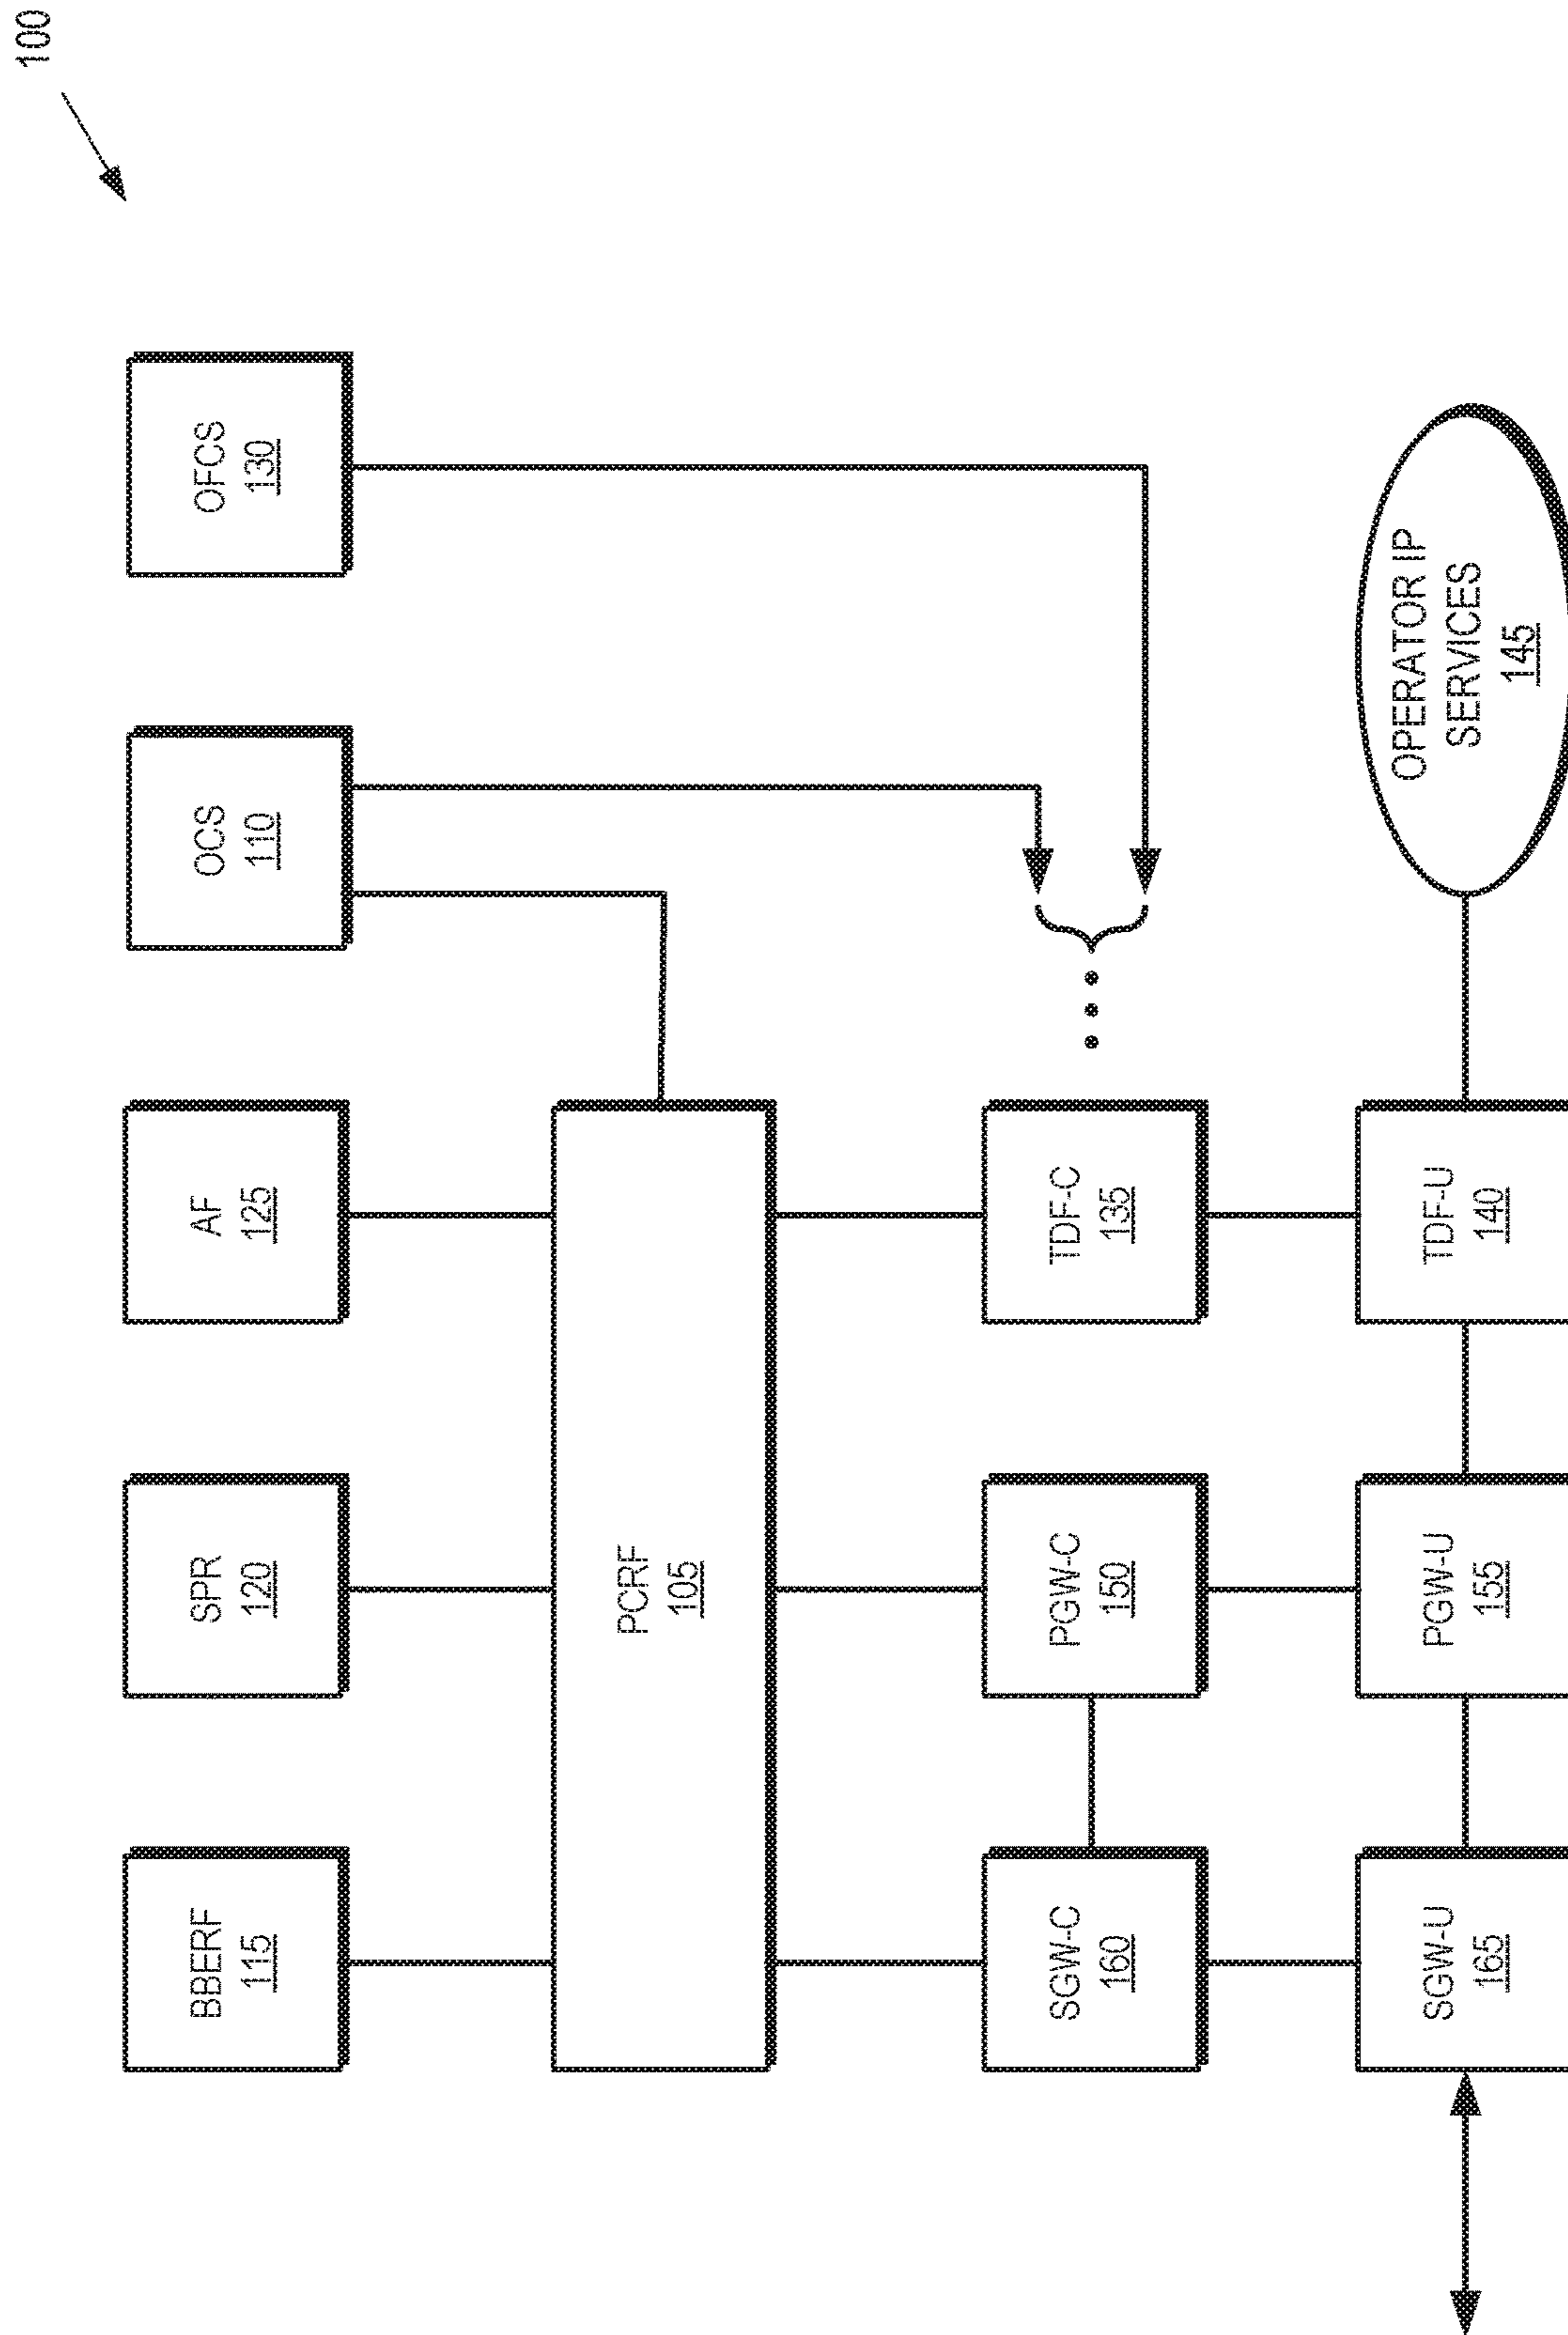 100
BBERF
115
SPR
120
AF
125
OCS
110
OFCS
130
PCRF
105
SGW-C
160
PGW-C
150
TDF-C
135
SGW-U
165
PGW-U
155
TDF-U
140
OPERATOR IP
SERVICES
145